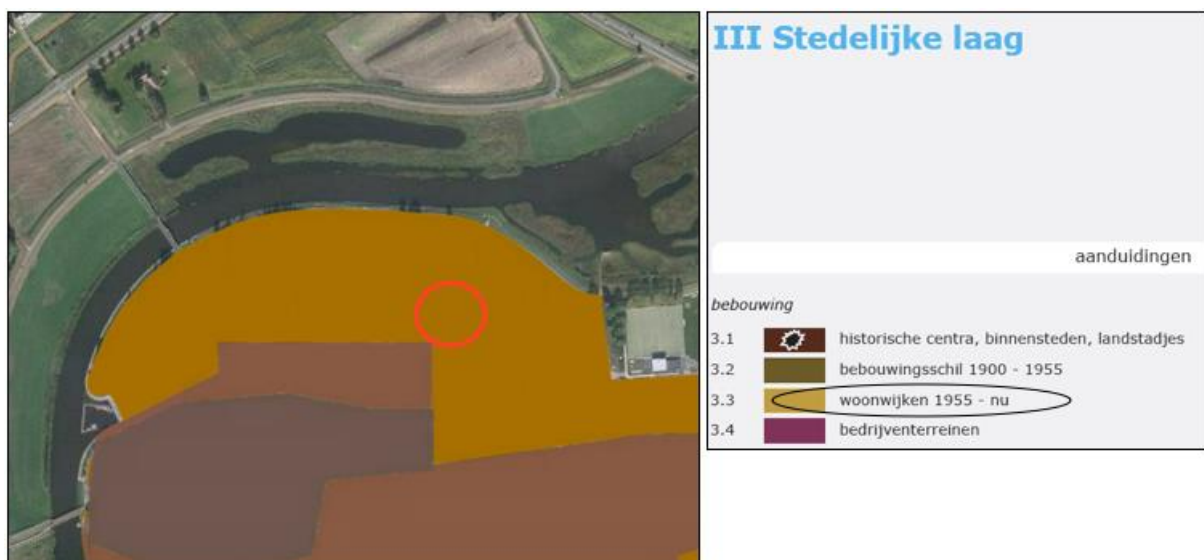 III Stedelijke laag
aanduidingen
bebouwing
3.1 historische centra, binnensteden, landstadjes
3.2 bebouwingsschil 1900 - 1955
3.3 woonwijken 1955 - nu
3.4 bedrijventerreinen